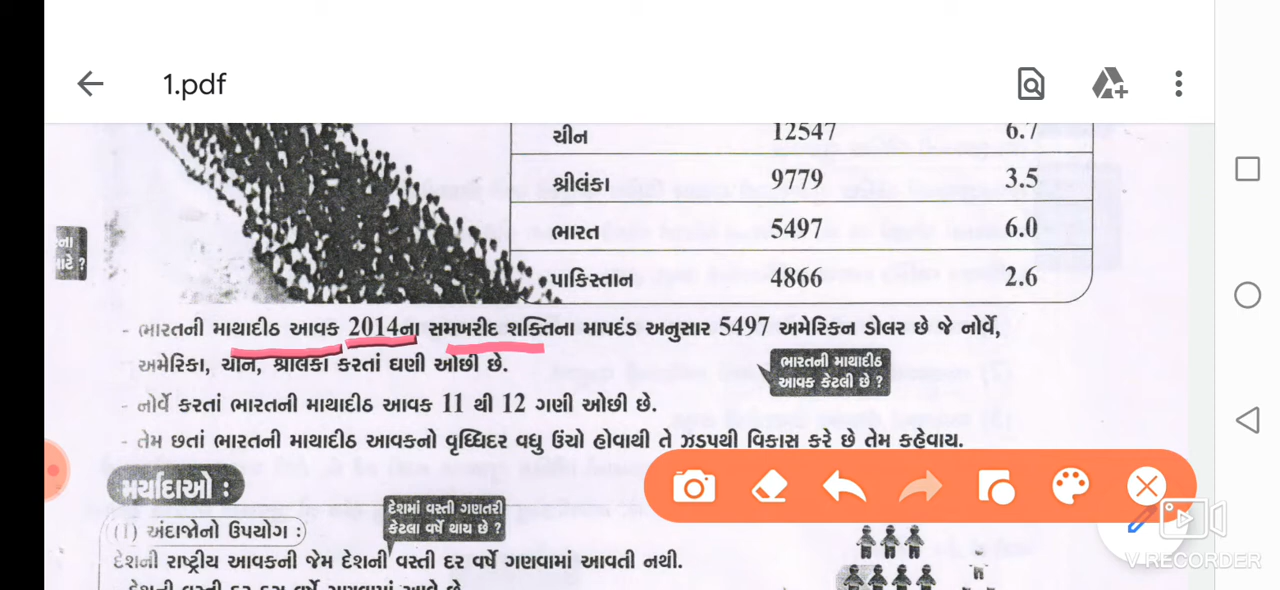 1.pdf
ચીન 12547 6.7
શ્રીલંકા 9779 3.5
ભારત 5497 6.0
પાકિસ્તાન 4866 2.6
- ભારતની માથાદીઠ આવક 2014ના સમખરીદ શક્તિના માપદંડ અનુસાર 5497 અમેરિકન ડોલર છે જે નોર્વે,
અમેરિકા, ચીન, શ્રીલંકા કરતાં ઘણી ઓછી છે.
ભારતની માથાદીઠ
આવક કેટલી છે ?
- નોર્વે કરતાં ભારતની માથાદીઠ આવક 11 થી 12 ગણી ઓછી છે.
- તેમ છતાં ભારતની માથાદીઠ આવકનો વૃધ્ધિદર વધુ ઉંચો હોવાથી તે ઝડપથી વિકાસ કરે છે તેમ કહેવાય.
મર્યાદાઓ :
દેશમાં વસ્તી ગણતરી
કેટલા વર્ષે થાય છે ?
(1) અંદાજોનો ઉપયોગ :
દેશની રાષ્ટ્રીય આવકની જેમ દેશની વસ્તી દર વર્ષે ગણવામાં આવતી નથી.
V RECORDER